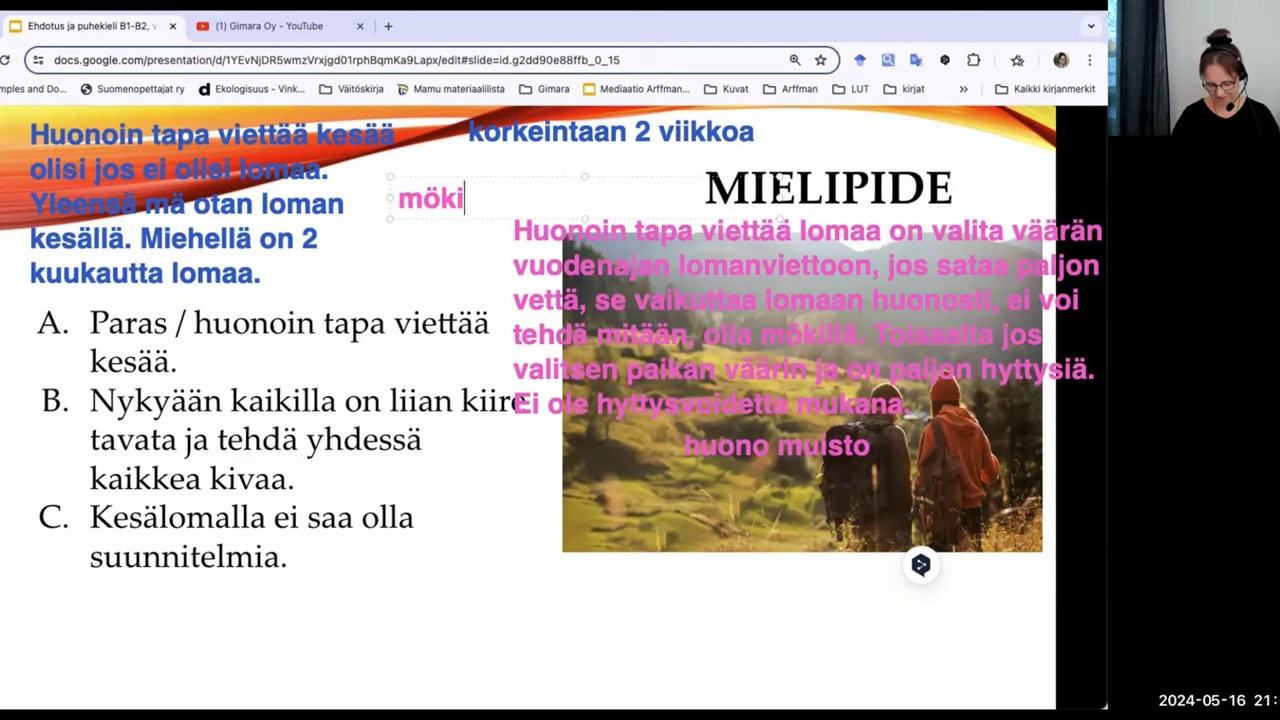 Ehdotus ja puhekieli B1-B2, v
(1) Gimara Oy - YouTube
docs.google.com/presentation/d/1YEvNjDR5wmzVrxjgd01rphBqmKa9Lapx/edit#slide=id.g2dd90e88ffb_0_15
mples and Do...
Suomenopettajat ry
Ekologisuus - Vink...
Väitöskirja
Mamu materiaalilista
Gimara
Mediaatio Arffman...
Kuvat
Arffman
LUT
kirjat
Kaikki kirjanmerkit
Huonoin tapa viettää kesää
olisi jos ei olisi lomaa.
Yleensä mä otan loman
kesällä. Miehellä on 2
kuukautta lomaa.
korkeintaan 2 viikkoa
möki
MIELIPIDE
Huonoin tapa viettää lomaa on valita väärän
vuodenajan lomanviettoon, jos sataa paljon
vettä, se vaikuttaa lomaan huonosti, ei voi
tehdä mitään, olla mökillä. Toisaalta jos
valitsen paikan väärin ja on paljon hyttysiä.
Ei ole hyttysvoidetta mukana.
huono muisto
A. Paras / huonoin tapa viettää
kesää.
B. Nykyään kaikilla on liian kiire
tavata ja tehdä yhdessä
kaikkea kivaa.
C. Kesälomalla ei saa olla
suunnitelmia.
2024-05-16 21: